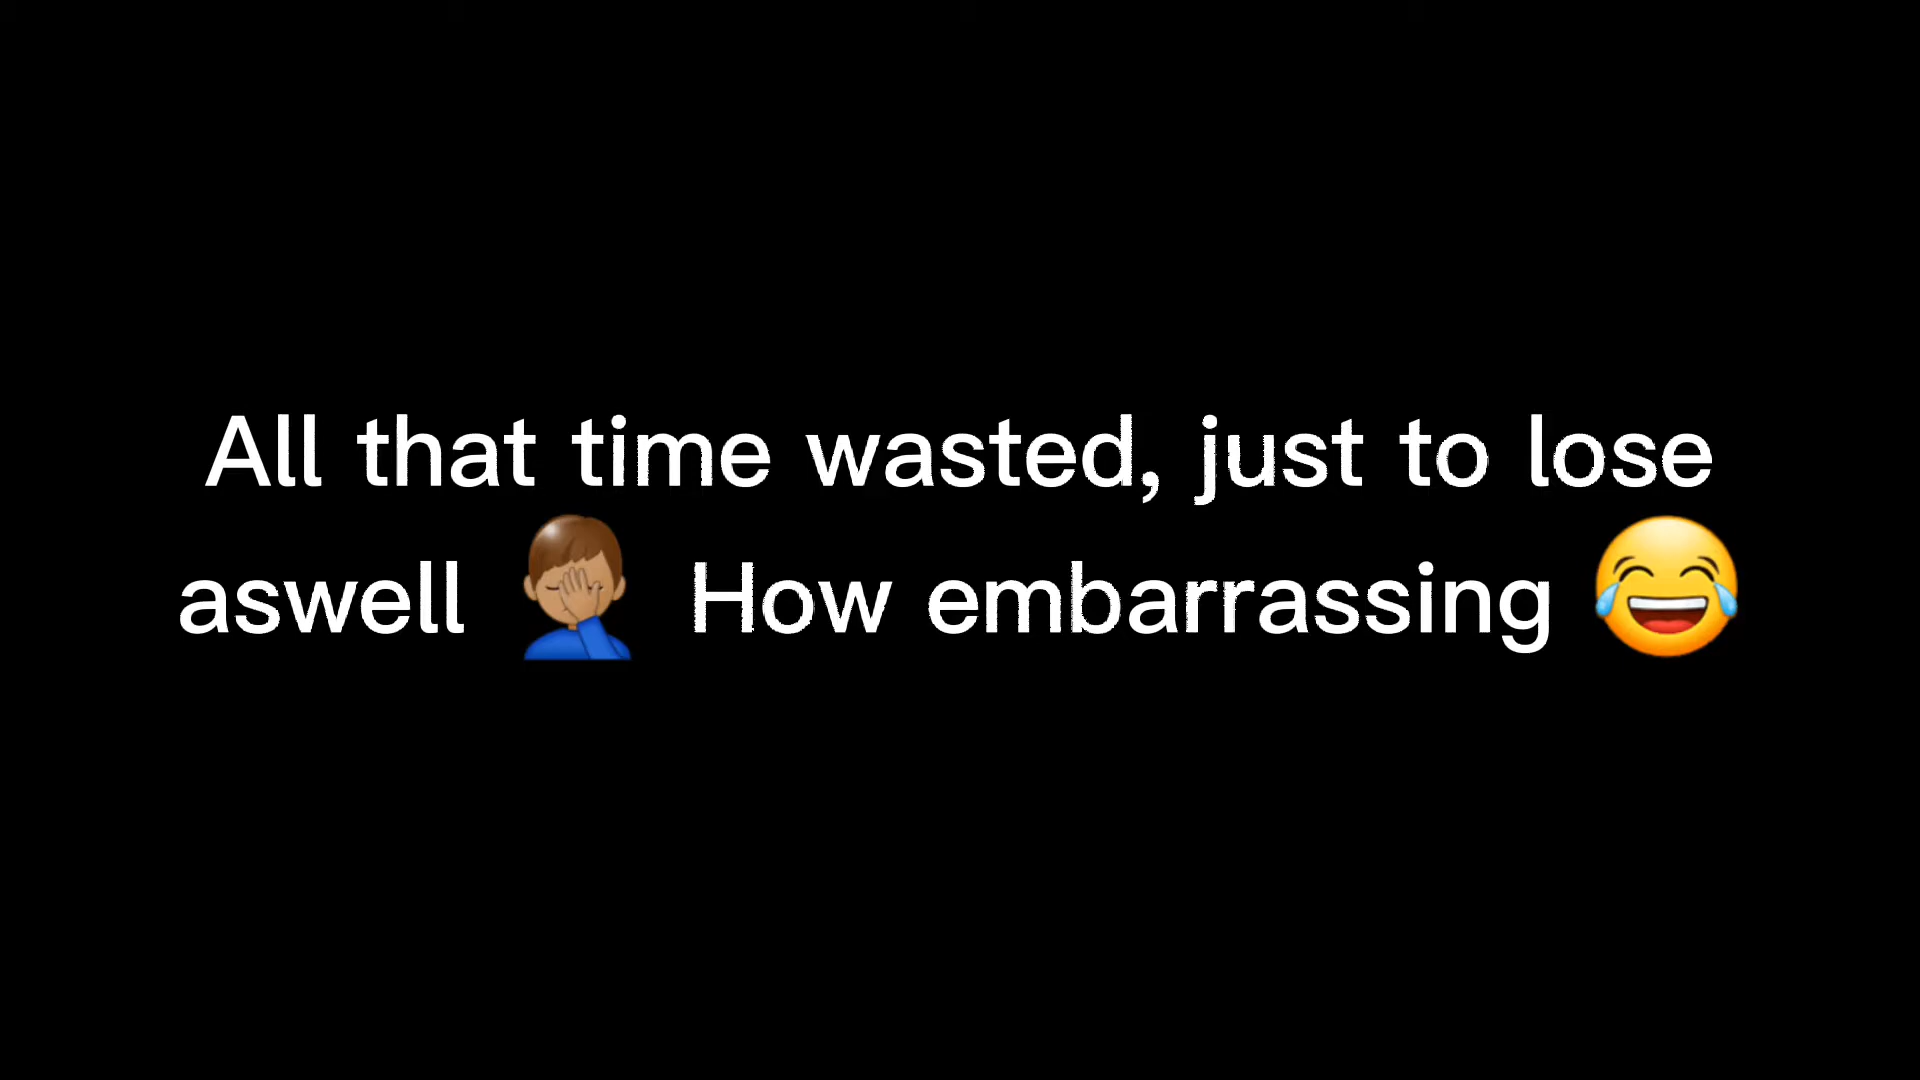 All that time wasted, just to lose
aswell 🤦🏽‍♂️ How embarrassing 😂